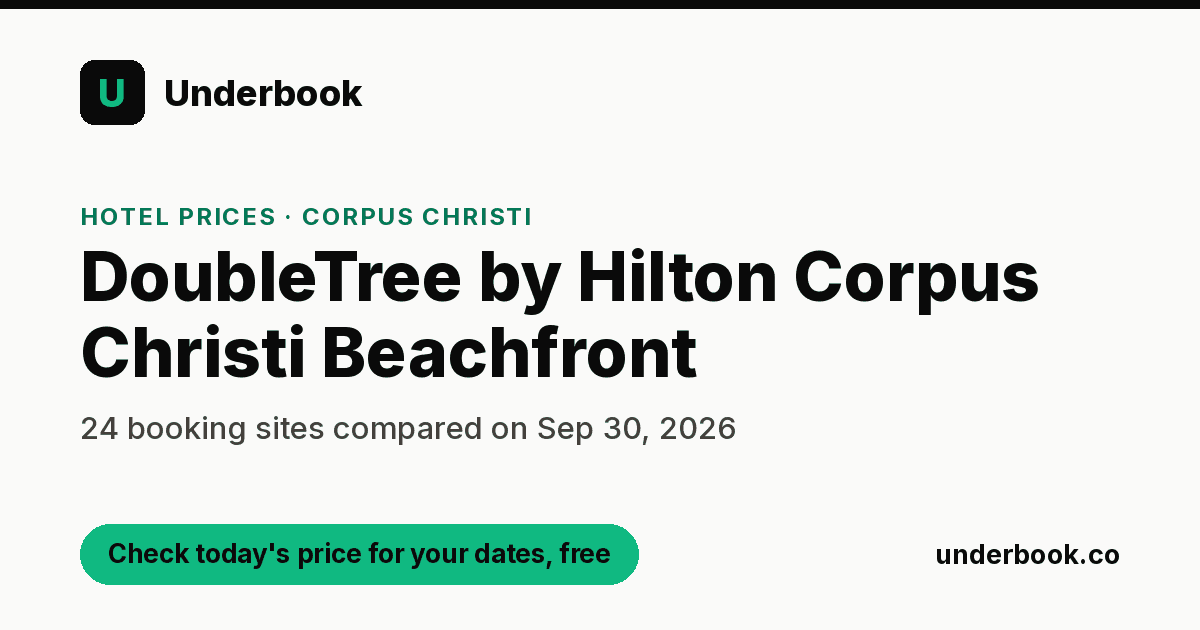 U Underbook
HOTEL PRICES · CORPUS CHRISTI
DoubleTree by Hilton Corpus
Christi Beachfront
24 booking sites compared on Sep 30, 2026
Check today's price for your dates, free
underbook.co